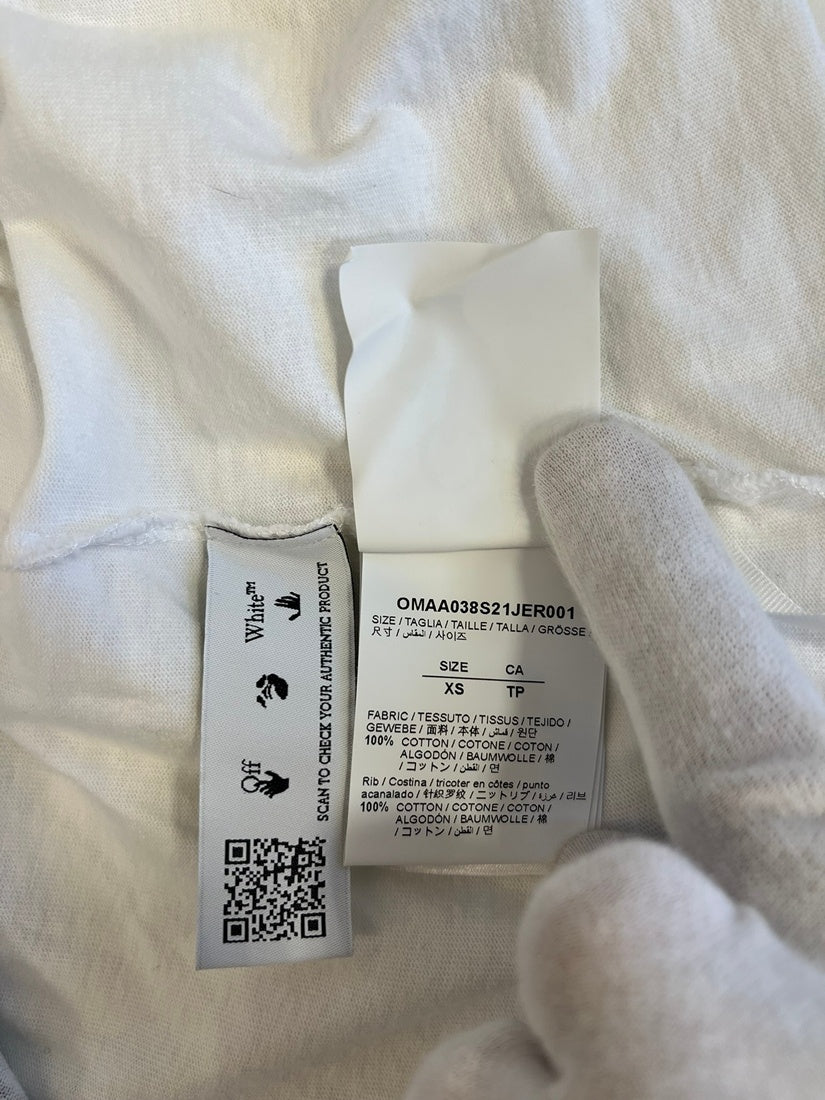 Off White™
SCAN TO CHECK YOUR AUTHENTIC PRODUCT
OMAA038S21JER001
SIZE / TAGLIA / TAILLE / TALLA / GRÖSSE
尺寸 / المقاس / 사이즈
SIZE CA
XS TP
FABRIC / TESSUTO / TISSUS / TEJIDO /
GEWEBE / 面料 / 本体 / قماش / 원단
100% COTTON / COTONE / COTON /
ALGODÓN / BAUMWOLLE / 棉
/ コットン / القطن / 면
Rib / Costina / tricoter en côtes / punto
acanalado / 针织罗纹 / ニットリブ / غرزة / 리브
100% COTTON / COTONE / COTON /
ALGODÓN / BAUMWOLLE / 棉
/ コットン / القطن / 면